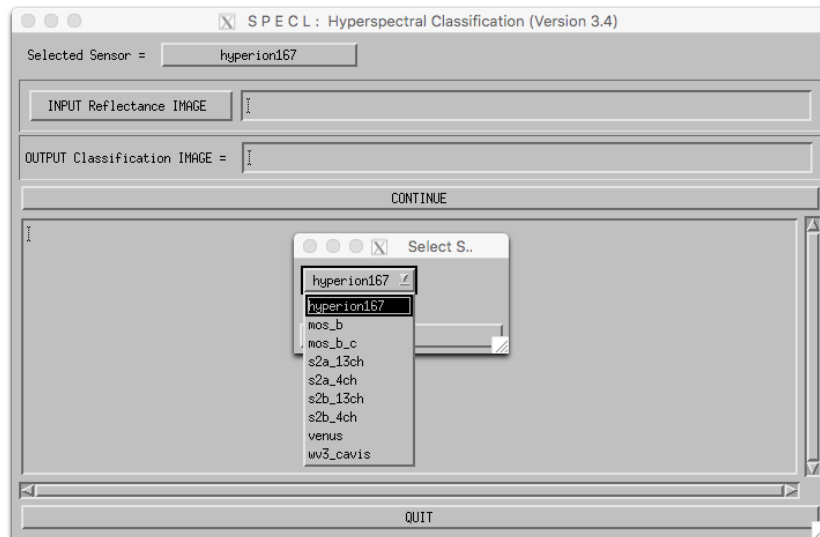 S P E C L : Hyperspectral Classification (Version 3.4)
Selected Sensor = hyperion167
INPUT Reflectance IMAGE
OUTPUT Classification IMAGE =
CONTINUE
Select S..
hyperion167
hyperion167
mos_b
mos_b_c
s2a_13ch
s2a_4ch
s2b_13ch
s2b_4ch
venus
wv3_cavis
QUIT